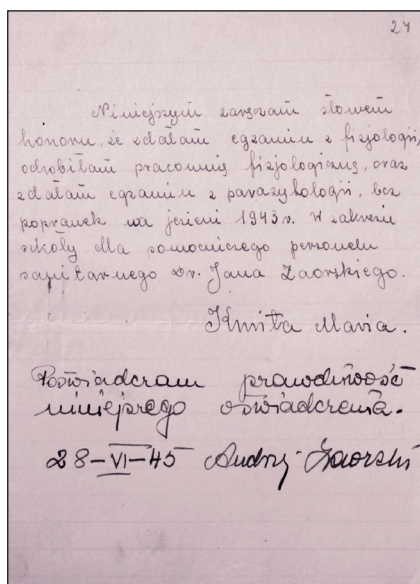 27
Niniejszym zaręczam słowem
honoru, że zdałam egzamin z fizjologii,
odrobiłam pracownię fizjologiczną, oraz
zdałam egzamin z parazytologii, bez
poprawek na jesieni 1943 r. W zakresie
szkoły dla pomocniczego personelu
sanitarnego Dr. Jana Zaorskiego.
Kmita Maria.
Poświadczam prawdziwość
niniejszego oświadczenia.
28-VI-45 Andrzej Zaorski